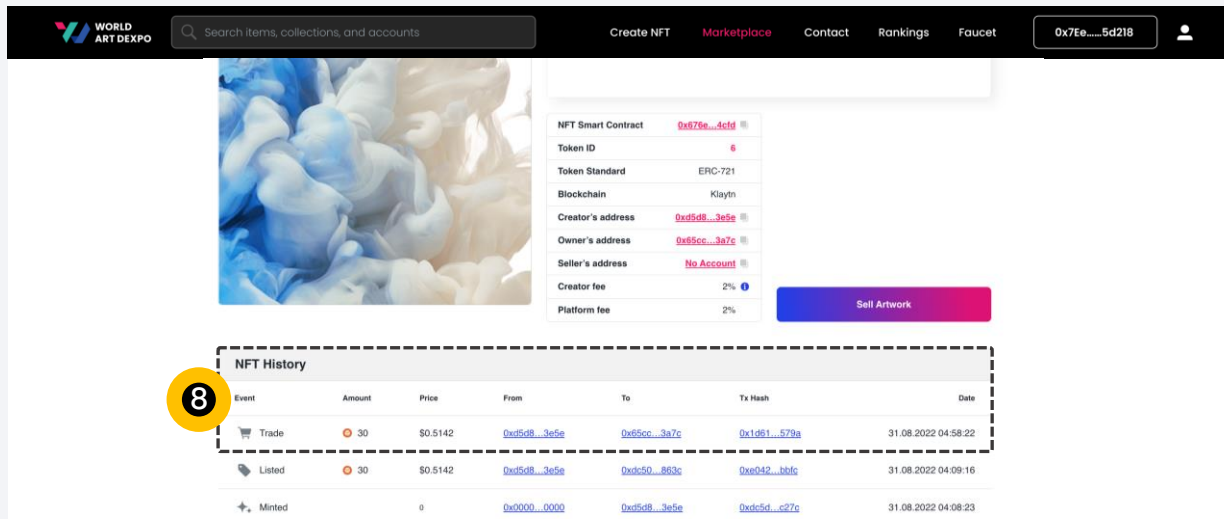 WORLD
ART DEXPO
Search items, collections, and accounts
Create NFT Marketplace Contact Rankings Faucet 0x7Ee......5d218
NFT Smart Contract 0x676e...4cfd
Token ID 6
Token Standard ERC-721
Blockchain Klaytn
Creator's address 0xd5d8...3e5e
Owner's address 0x65cc...3a7c
Seller's address No Account
Creator fee 2%
Platform fee 2%
Sell Artwork
NFT History
8
Event Amount Price From To Tx Hash Date
Trade 30 $0.5142 0xd5d8...3e5e 0x65cc...3a7c 0x1d61...579a 31.08.2022 04:58:22
Listed 30 $0.5142 0xd5d8...3e5e 0xdc50...863c 0xe042...bbfc 31.08.2022 04:09:16
Minted 0 0x0000...0000 0xd5d8...3e5e 0xdc5d...c27c 31.08.2022 04:08:23